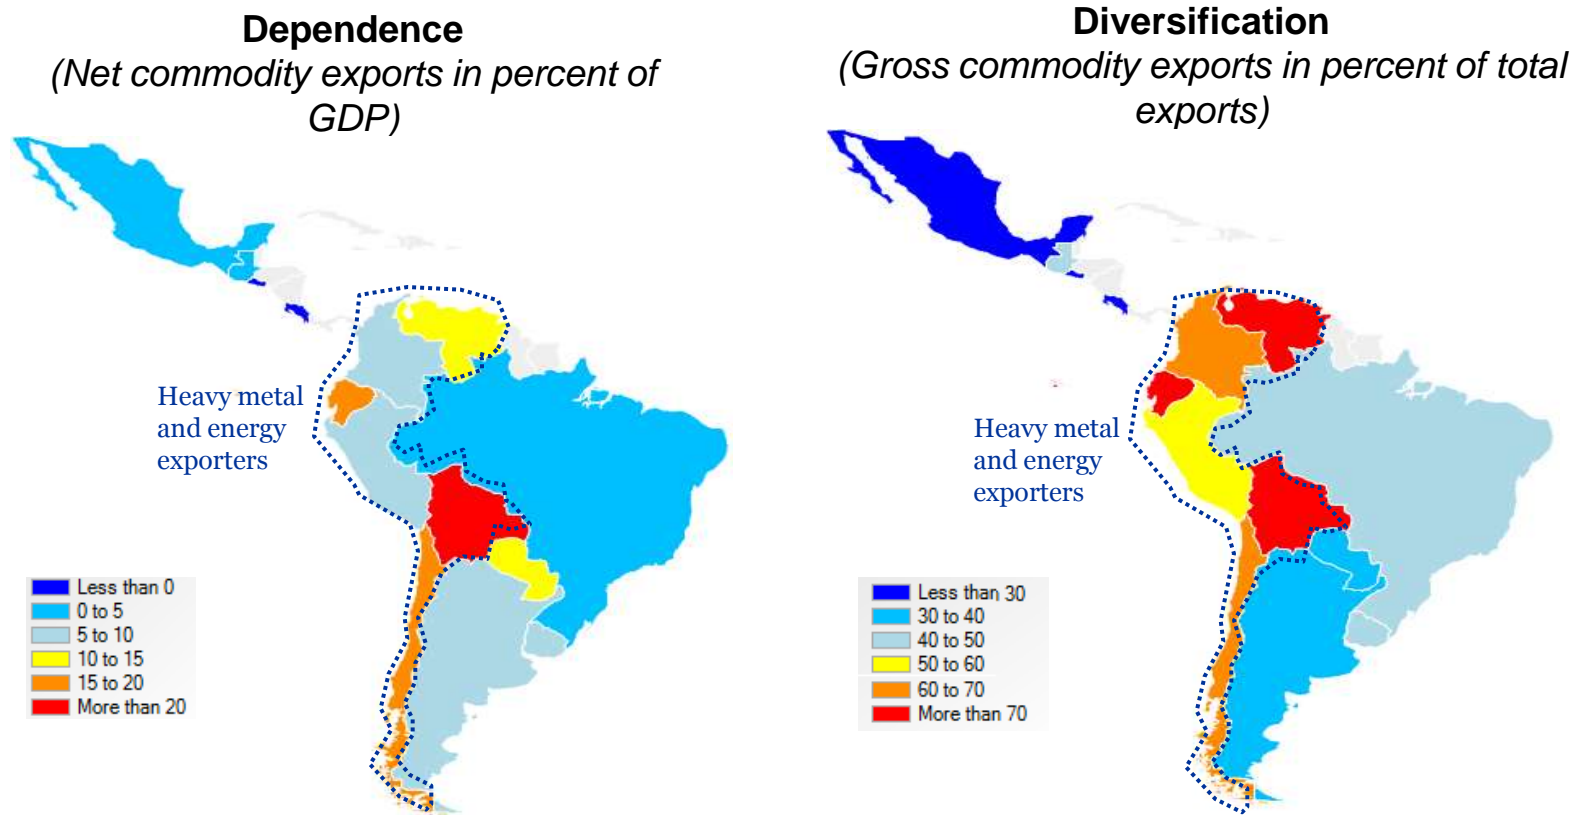 Dependence
(Net commodity exports in percent of
GDP)
Heavy metal
and energy
exporters
Less than 0
0 to 5
5 to 10
10 to 15
15 to 20
More than 20
Diversification
(Gross commodity exports in percent of total
exports)
Heavy metal
and energy
exporters
Less than 30
30 to 40
40 to 50
50 to 60
60 to 70
More than 70